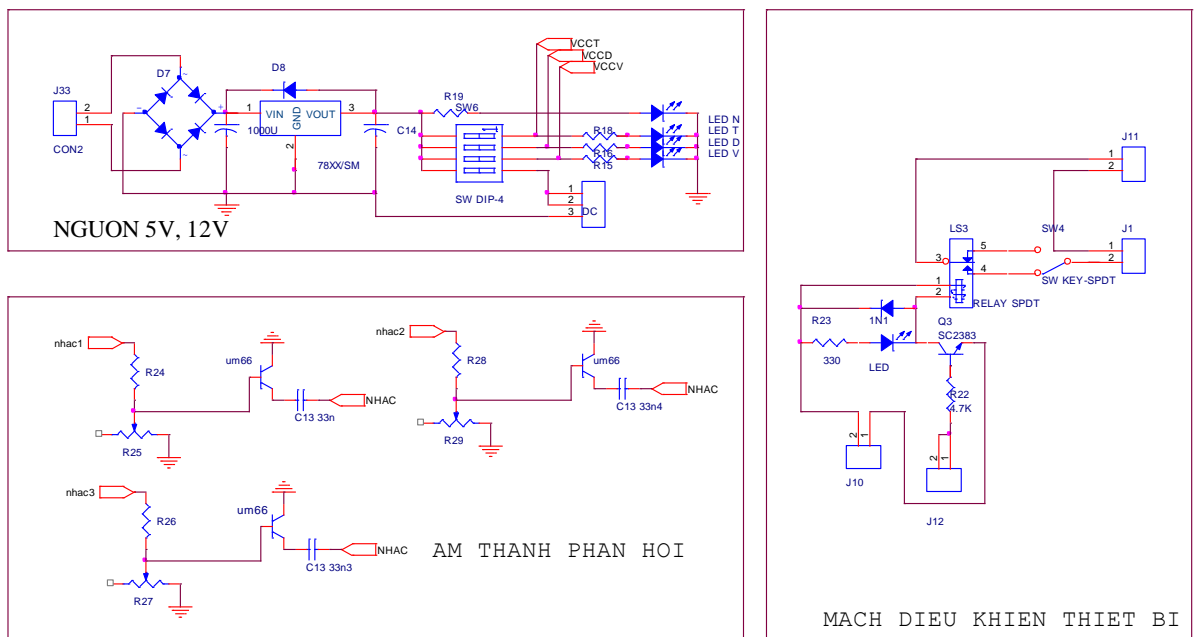 VCCT
VCCD
VCCV
J33
D7
D8
R19
SW6
2
1
CON2
~
-
+
~
1
VIN
VOUT
3
GND
2
1000U
78XX/SM
C14
R18
R16
R15
LED N
LED T
LED D
LED V
SW DIP-4
1
2
3
DC
NGUON 5V, 12V
nhac1
R24
um66
C13 33n
NHAC
R25
nhac2
R28
um66
C13 33n4
NHAC
R29
nhac3
R26
um66
C13 33n3
NHAC
R27
AM THANH PHAN HOI
J11
1
2
LS3
SW4
J1
5
3
4
1
2
1
2
SW KEY-SPDT
RELAY SPDT
R23
1N1
Q3
SC2383
330
LED
R22
4.7K
2
1
J10
2
1
J12
MACH DIEU KHIEN THIET BI